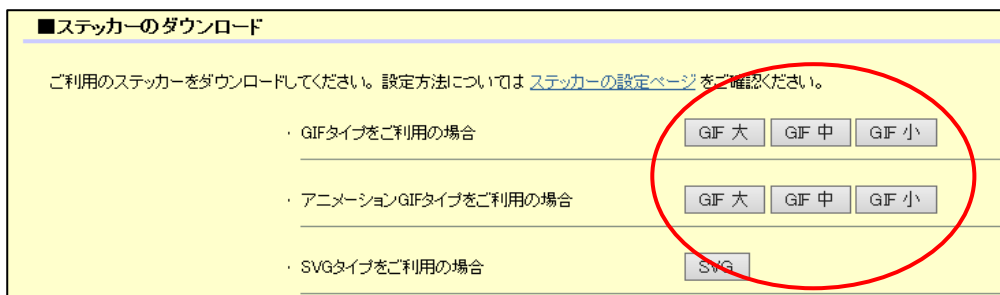 ■ステッカーのダウンロード
ご利用のステッカーをダウンロードしてください。設定方法については ステッカーの設定ページ をご確認ください。
・ GIFタイプをご利用の場合 GIF 大 GIF 中 GIF 小
・ アニメーションGIFタイプをご利用の場合 GIF 大 GIF 中 GIF 小
・ SVGタイプをご利用の場合 SVG